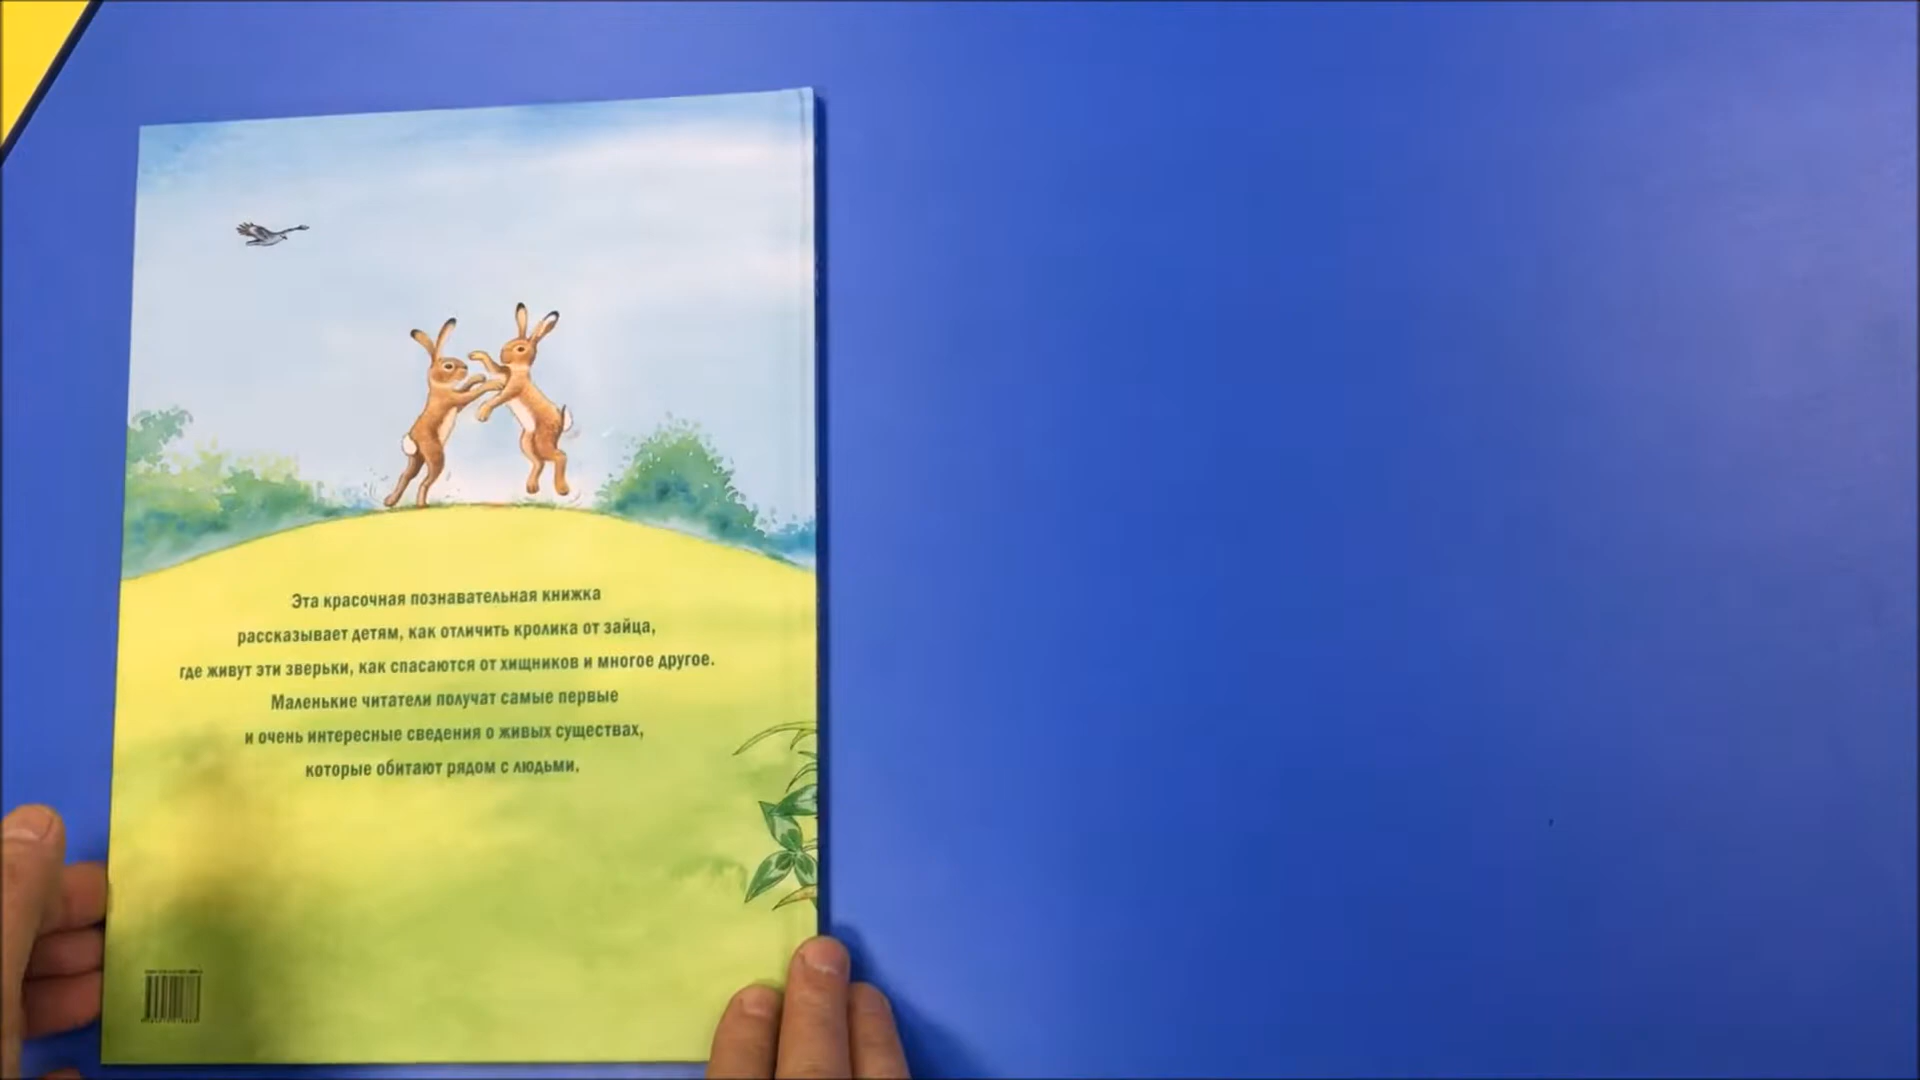 Эта красочная познавательная книжка
рассказывает детям, как отличить кролика от зайца,
где живут эти зверьки, как спасаются от хищников и многое другое.
Маленькие читатели получат самые первые
и очень интересные сведения о живых существах,
которые обитают рядом с людьми.